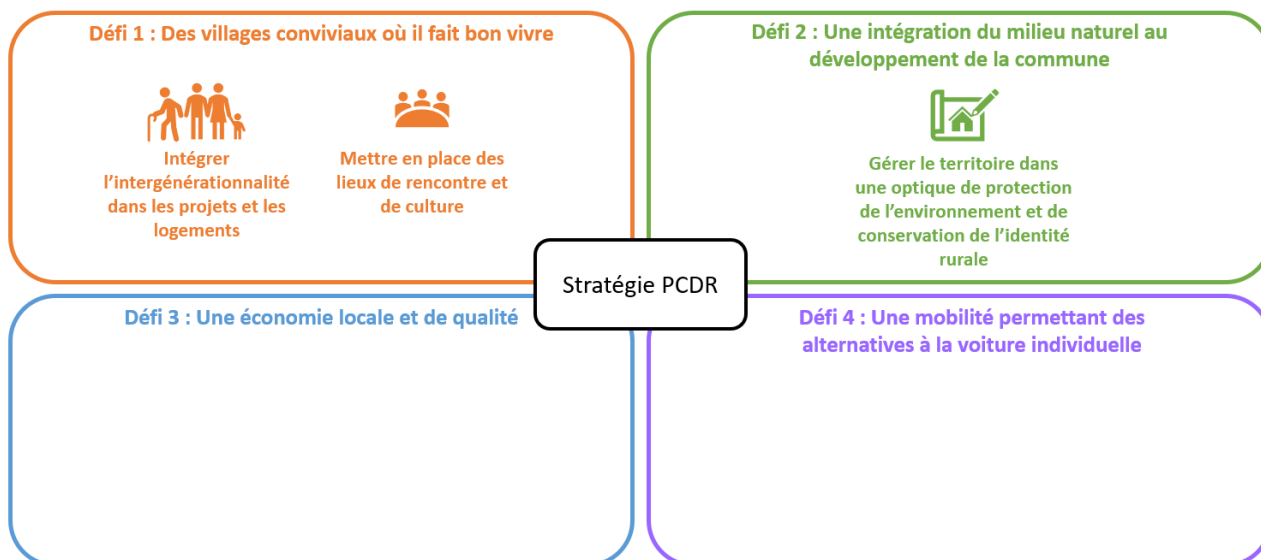 Défi 1 : Des villages conviviaux où il fait bon vivre
Intégrer
l’intergénérationnalité
dans les projets et les
logements
Mettre en place des
lieux de rencontre et
de culture
Défi 2 : Une intégration du milieu naturel au
développement de la commune
Gérer le territoire dans
une optique de protection
de l’environnement et de
conservation de l’identité
rurale
Stratégie PCDR
Défi 3 : Une économie locale et de qualité
Défi 4 : Une mobilité permettant des
alternatives à la voiture individuelle